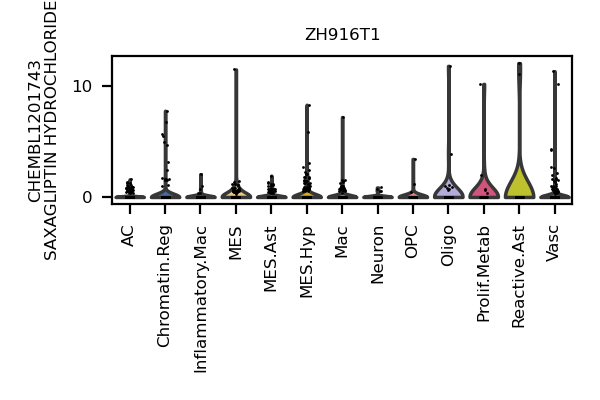 ZH916T1
CHEMBL1201743
SAXAGLIPTIN HYDROCHLORIDE
10
0
AC
Chromatin.Reg
Inflammatory.Mac
MES
MES.Ast
MES.Hyp
Mac
Neuron
OPC
Oligo
Prolif.Metab
Reactive.Ast
Vasc